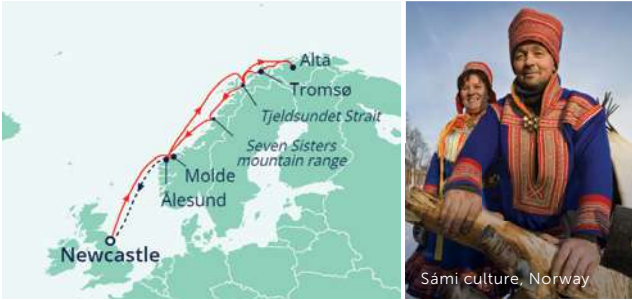 Alta
Tromsø
Tjeldsundet Strait
Seven Sisters
mountain range
Molde
Ålesund
Newcastle
Sámi culture, Norway